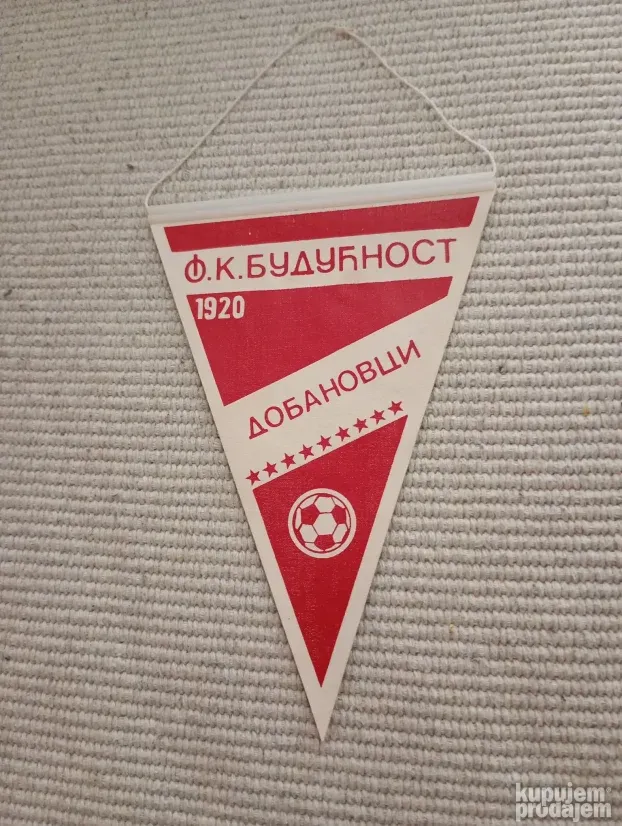 Ф.К.БУДУЋНОСТ
1920
ДОБАНОВЦИ
kupujem
prodajem